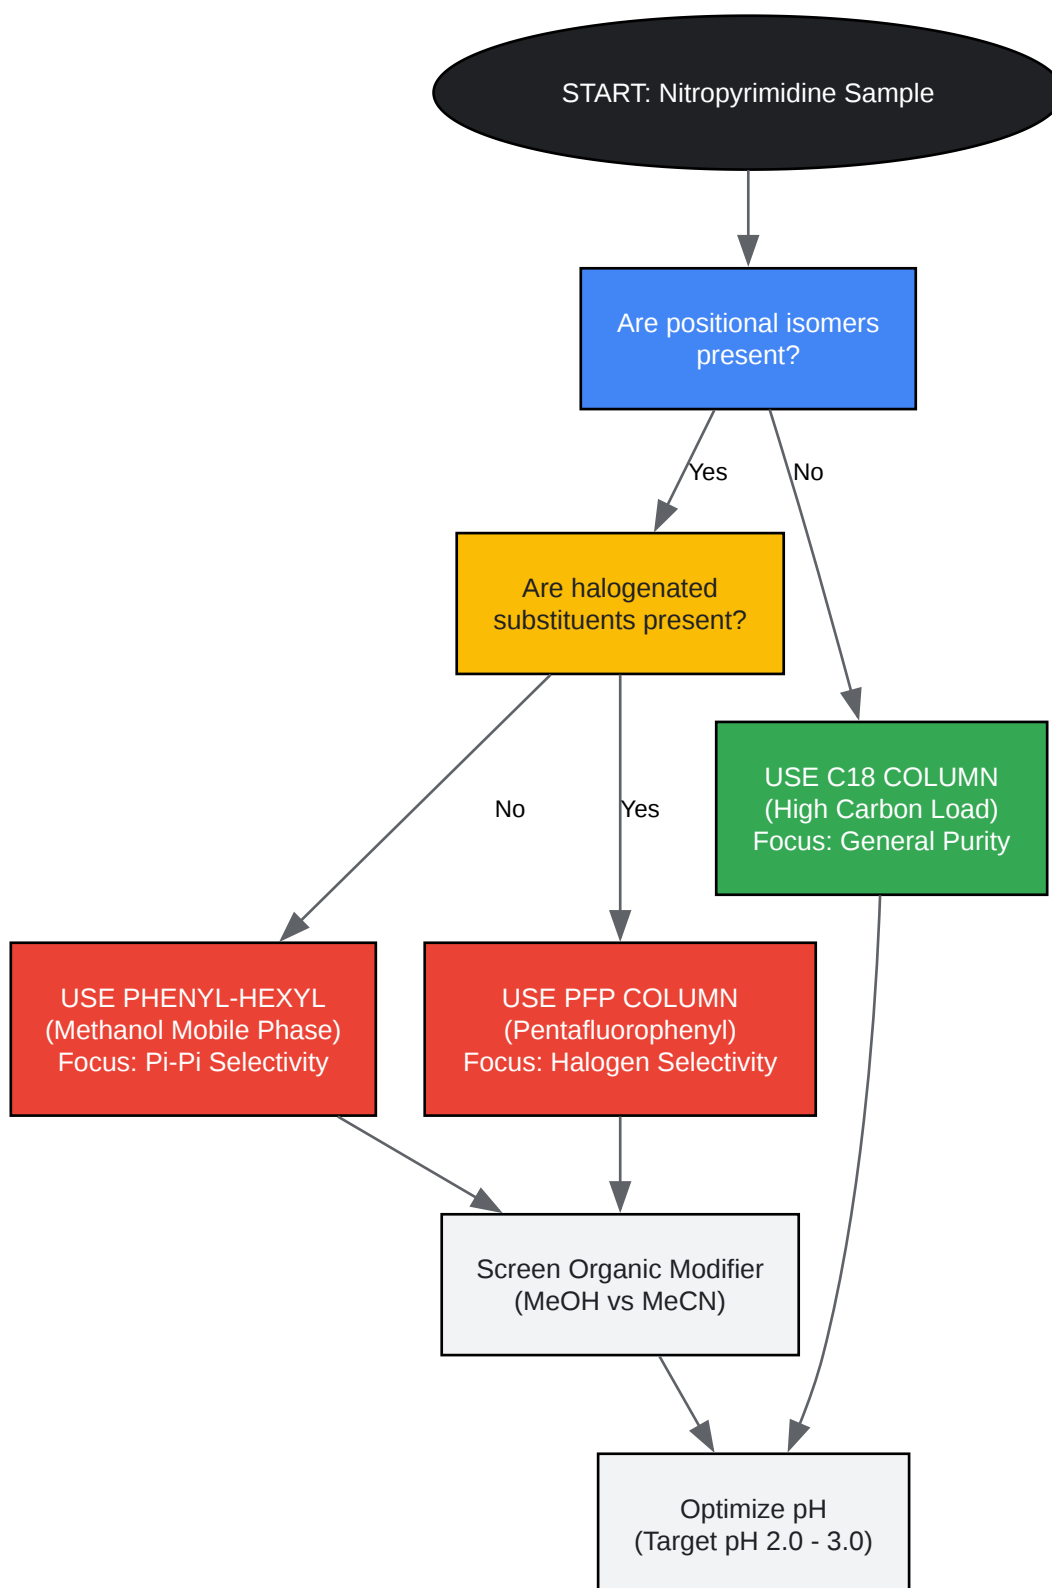 START: Nitropyrimidine Sample
Are positional isomers
present?
Yes
No
Are halogenated
substituents present?
USE C18 COLUMN
(High Carbon Load)
Focus: General Purity
No
Yes
USE PHENYL-HEXYL
(Methanol Mobile Phase)
Focus: Pi-Pi Selectivity
USE PFP COLUMN
(Pentafluorophenyl)
Focus: Halogen Selectivity
Screen Organic Modifier
(MeOH vs MeCN)
Optimize pH
(Target pH 2.0 - 3.0)